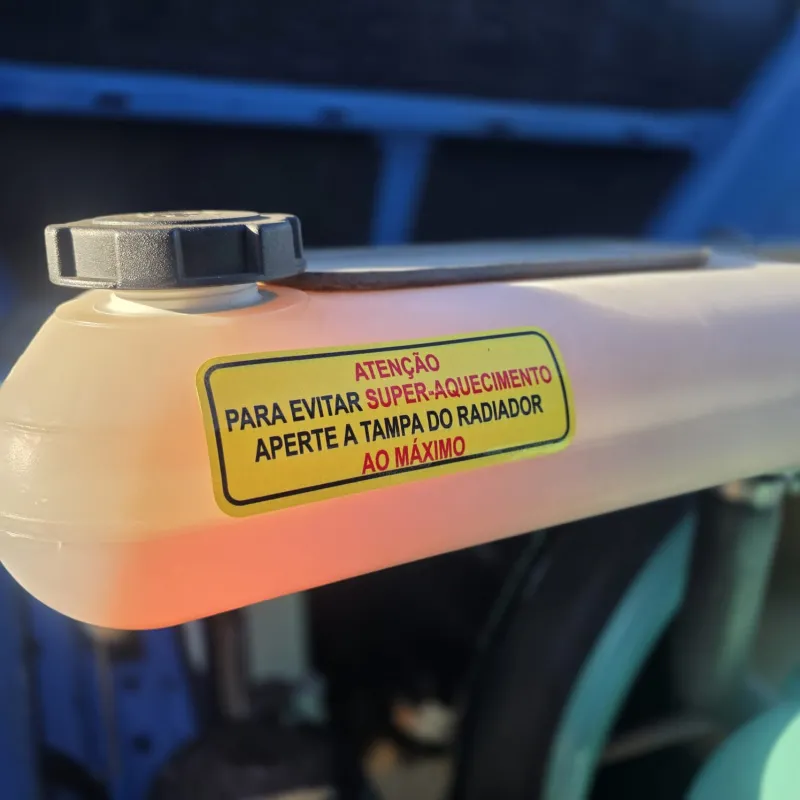 ATENÇÃO
PARA EVITAR SUPER-AQUECIMENTO
APERTE A TAMPA DO RADIADOR
AO MÁXIMO